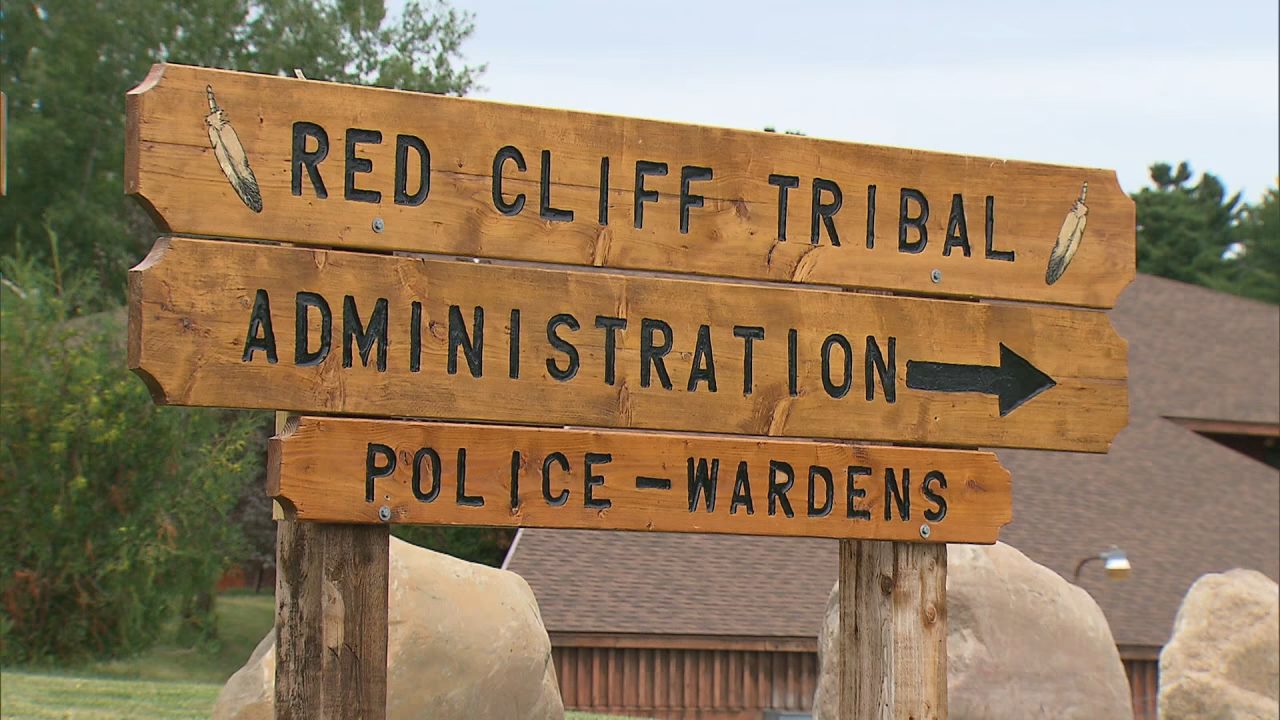 RED CLIFF TRIBAL
ADMINISTRATION
POLICE - WARDENS